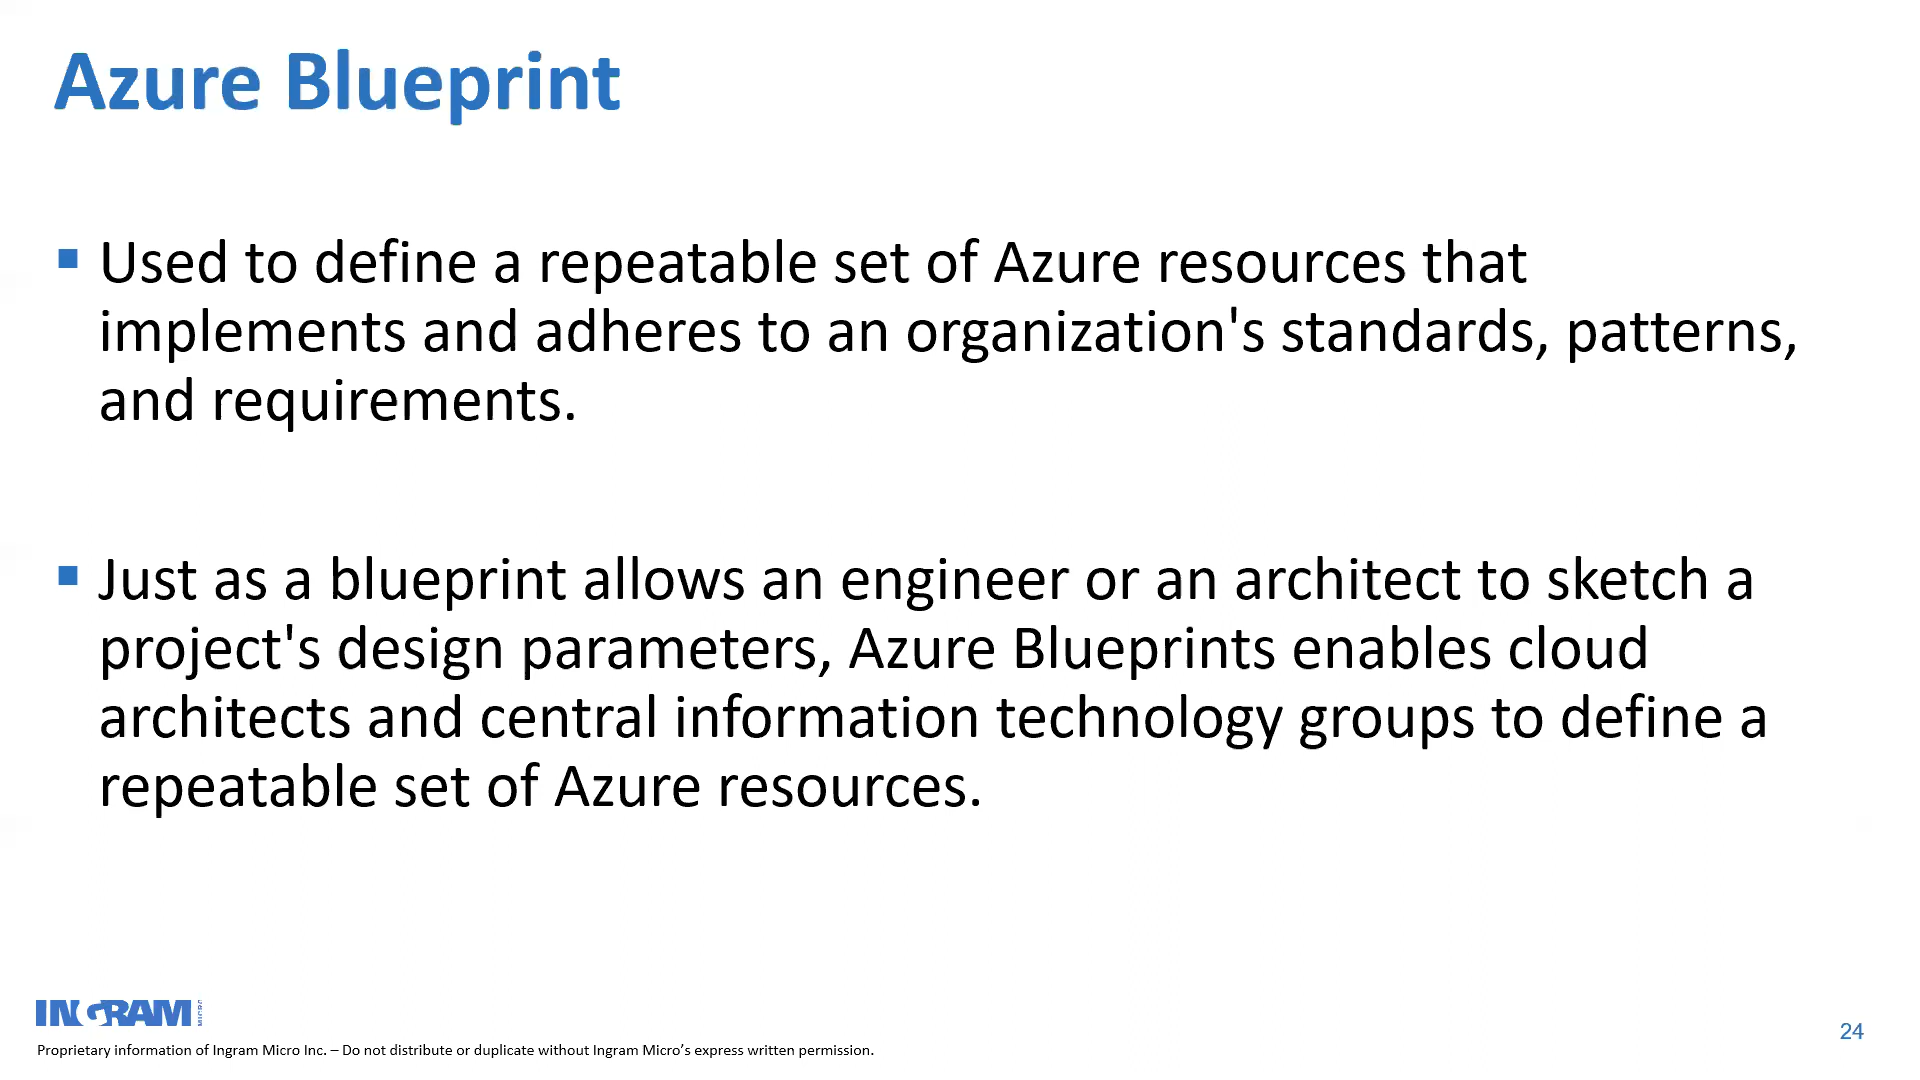 Azure Blueprint
▪ Used to define a repeatable set of Azure resources that
implements and adheres to an organization's standards, patterns,
and requirements.
▪ Just as a blueprint allows an engineer or an architect to sketch a
project's design parameters, Azure Blueprints enables cloud
architects and central information technology groups to define a
repeatable set of Azure resources.
INGRAM MICRO
Proprietary information of Ingram Micro Inc. – Do not distribute or duplicate without Ingram Micro’s express written permission.
24